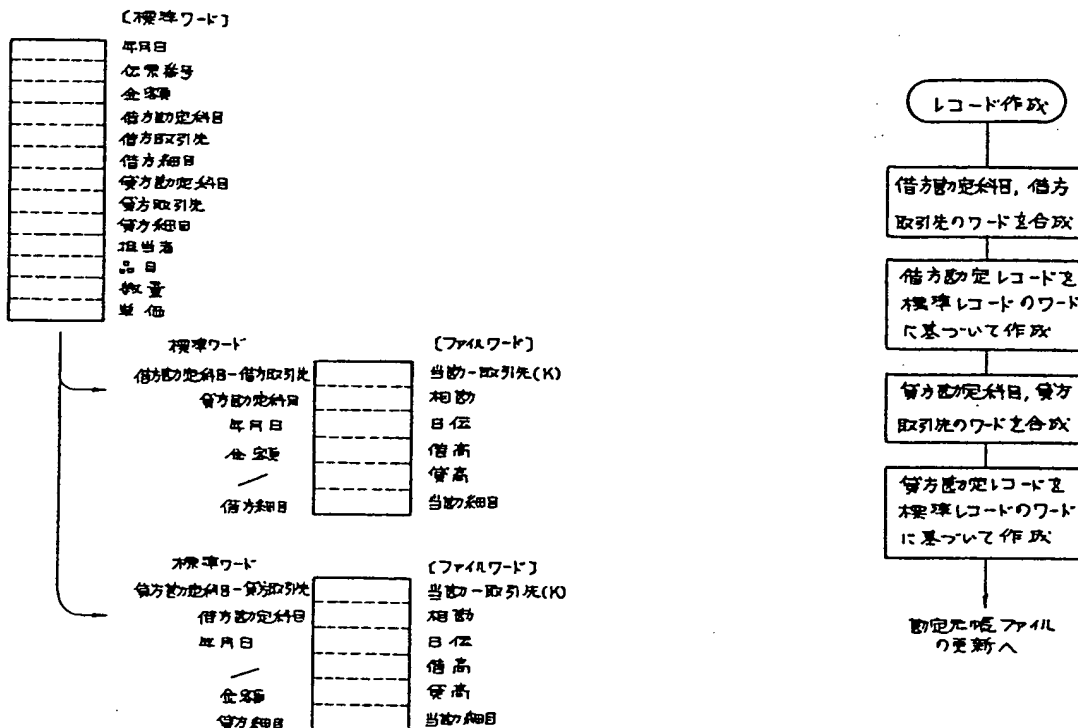 〔標準ワード〕
年月日
伝票番号
金額
借方勘定科目
借方取引先
借方細目
貸方勘定科目
貸方取引先
貸方細目
担当者
品目
数量
単価
標準ワード
〔ファイルワード〕
借方勘定科目-借方取引先
当勘-取引先(K)
貸方勘定科目
相勘
年月日
日伝
金額
借高
/
貸高
借方細目
当勘細目
標準ワード
〔ファイルワード〕
貸方勘定科目-貸方取引先
当勘-取引先(K)
借方勘定科目
相勘
年月日
日伝
/
借高
金額
貸高
貸方細目
当勘細目
レコード作成
借方勘定科目,借方
取引先のワードを合成
借方勘定レコードを
標準レコードのワード
に基づいて作成
貸方勘定科目,貸方
取引先のワードを合成
貸方勘定レコードを
標準レコードのワード
に基づいて作成
勘定元帳ファイル
の更新へ